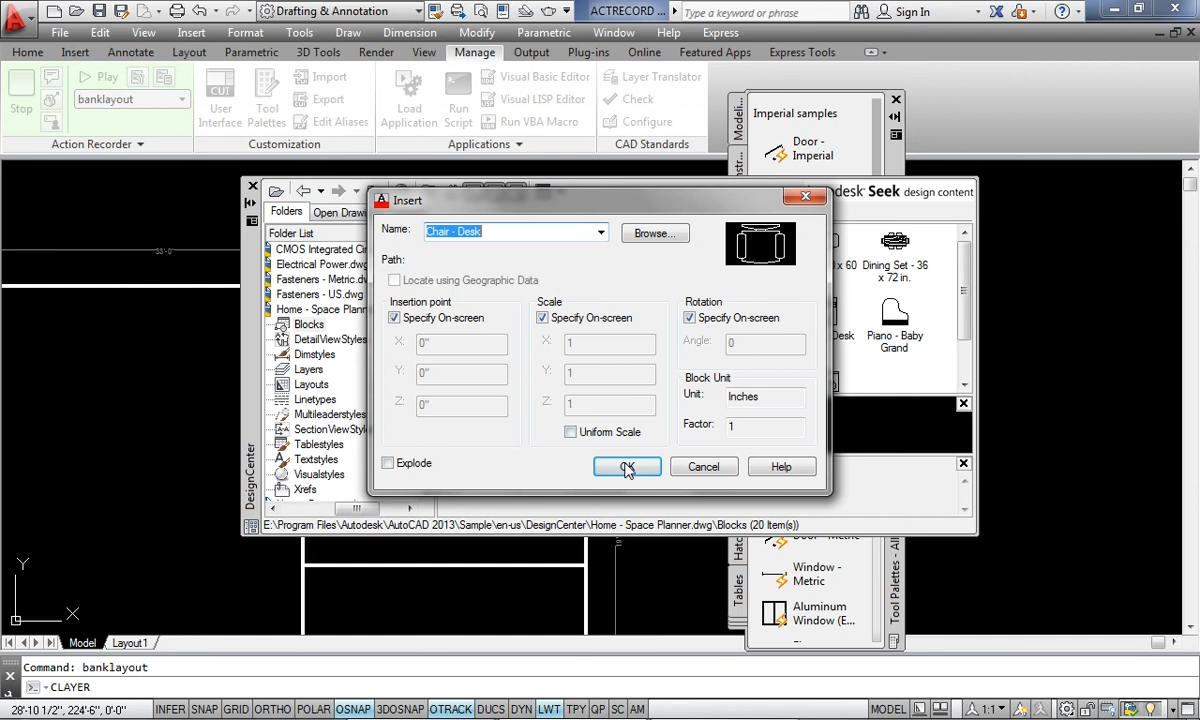 Drafting & Annotation
ACTRECORD ...
Type a keyword or phrase
Sign In
File Edit View Insert Format Tools Draw Dimension Modify Parametric Window Help Express
Home Insert Annotate Layout Parametric 3D Tools Render View Manage Output Plug-ins Online Featured Apps Express Tools
Stop
Play
banklayout
Action Recorder
User Interface
Tool Palettes
Import
Export
Edit Aliases
Customization
Load Application
Run Script
Visual Basic Editor
Visual LISP Editor
Run VBA Macro
Applications
Layer Translator
Check
Configure
CAD Standards
Modeli...
Imperial samples
Door - Imperial
Folders
Open Drawi
Folder List
CMOS Integrated Cir
Electrical Power.dw
Fasteners - Metric.dw
Fasteners - US.dwg
Home - Space Plann
Blocks
DetailViewStyles
Dimstyles
Layers
Layouts
Linetypes
Multileaderstyles
SectionViewStyl
Tablestyles
Textstyles
Visualstyles
Xrefs
DesignCenter
Seek design content
x 60
Dining Set - 36 x 72 in.
Desk
Piano - Baby Grand
Insert
Name: Chair - Desk
Browse...
Path:
Locate using Geographic Data
Insertion point
Specify On-screen
X: 0"
Y: 0"
Z: 0"
Scale
Specify On-screen
X: 1
Y: 1
Z: 1
Uniform Scale
Rotation
Specify On-screen
Angle: 0
Block Unit
Unit: Inches
Factor: 1
Explode
OK Cancel Help
E:\Program Files\Autodesk\AutoCAD 2013\Sample\en-us\DesignCenter\Home - Space Planner.dwg\Blocks (20 Item(s))
Hatc
Tables
Window - Metric
Aluminum Window (E...
Tool Palettes - All
Y
X
Model Layout1
Command: banklayout
CLAYER
28'-10 1/2", 224'-6", 0'-0"
INFER SNAP GRID ORTHO POLAR OSNAP 3DOSNAP OTRACK DUCS DYN LWT TPY QP SC AM
MODEL
1:1